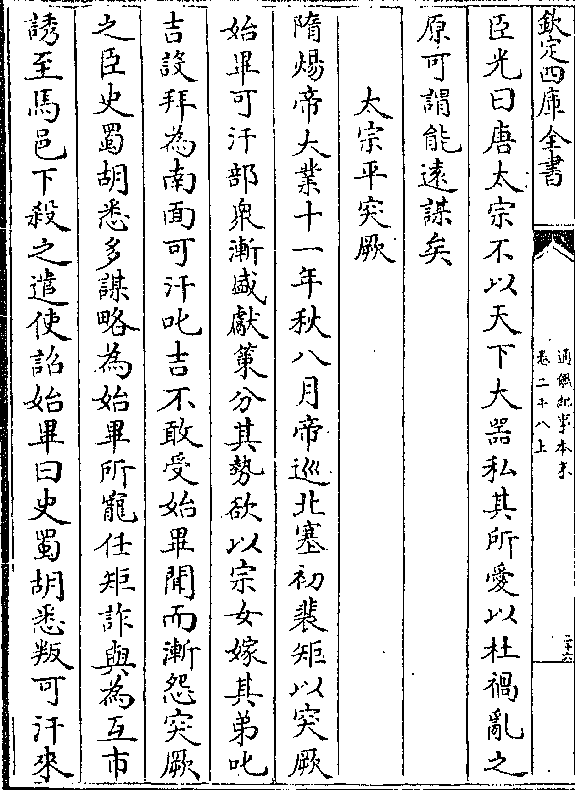 欽定四庫全書
通鑑紀事本末
卷二十八上
二十六
臣光曰唐太宗不以天下大器私其所愛以杜禍亂之
原可謂能遠謀矣
太宗平突厥
隋煬帝大業十一年秋八月帝巡北塞初裴矩以突厥
始畢可汗部衆漸盛獻策分其勢欲以宗女嫁其弟叱
吉設拜為南面可汗叱吉不敢受始畢聞而漸怨突厥
之臣史蜀胡悉多謀略為始畢所寵任矩詐與為互市
誘至馬邑下殺之遣使詔始畢曰史蜀胡悉叛可汗來